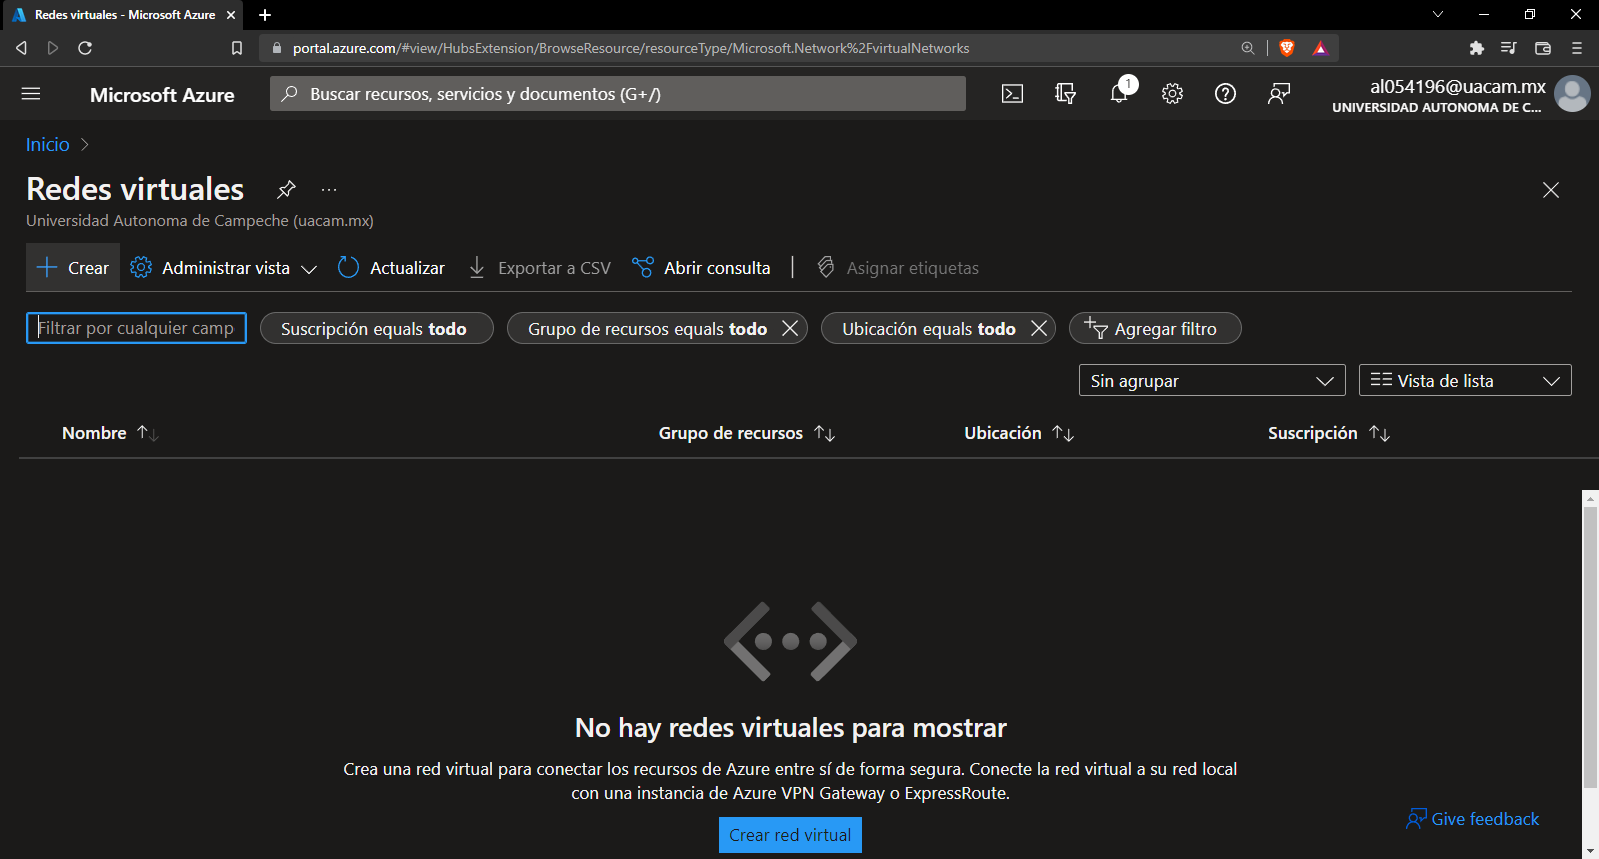 Redes virtuales - Microsoft Azure
portal.azure.com/#view/HubsExtension/BrowseResource/resourceType/Microsoft.Network%2FvirtualNetworks
Microsoft Azure
Buscar recursos, servicios y documentos (G+/)
1
al054196@uacam.mx
UNIVERSIDAD AUTONOMA DE C...
Inicio
Redes virtuales
Universidad Autonoma de Campeche (uacam.mx)
Crear
Administrar vista
Actualizar
Exportar a CSV
Abrir consulta
Asignar etiquetas
Filtrar por cualquier camp
Suscripción equals todo
Grupo de recursos equals todo
Ubicación equals todo
Agregar filtro
Sin agrupar
Vista de lista
Nombre
Grupo de recursos
Ubicación
Suscripción
No hay redes virtuales para mostrar
Crea una red virtual para conectar los recursos de Azure entre sí de forma segura. Conecte la red virtual a su red local
con una instancia de Azure VPN Gateway o ExpressRoute.
Crear red virtual
Give feedback